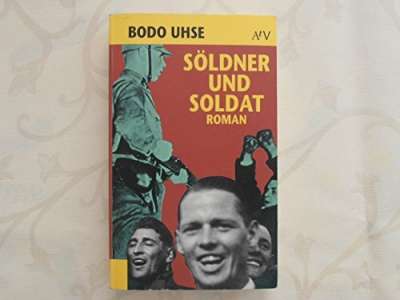 BODO UHSE
AtV
SÖLDNER
UND
SOLDAT
ROMAN